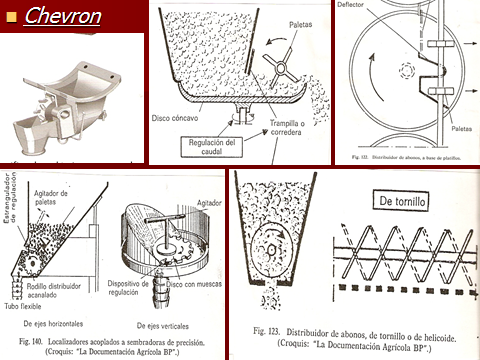 Chevron
Paletas
Disco cóncavo
Trampilla o
corredera
Regulación del
caudal
Deflector
Paletas
Fig. 122. Distribuidor de abonos, a base de platillos.
Estrangulador
de regulación
Agitador de
paletas
Rodillo distribuidor
acanalado
Tubo flexible
De ejes horizontales
Agitador
Dispositivo de
regulación
Disco con muescas
De ejes verticales
Fig. 140. Localizadores acoplados a sembradoras de precisión.
(Croquis: "La Documentación Agrícola BP".)
De tornillo
Fig. 123. Distribuidor de abonos, de tornillo o de helicoide.
(Croquis: "La Documentación Agrícola BP".)